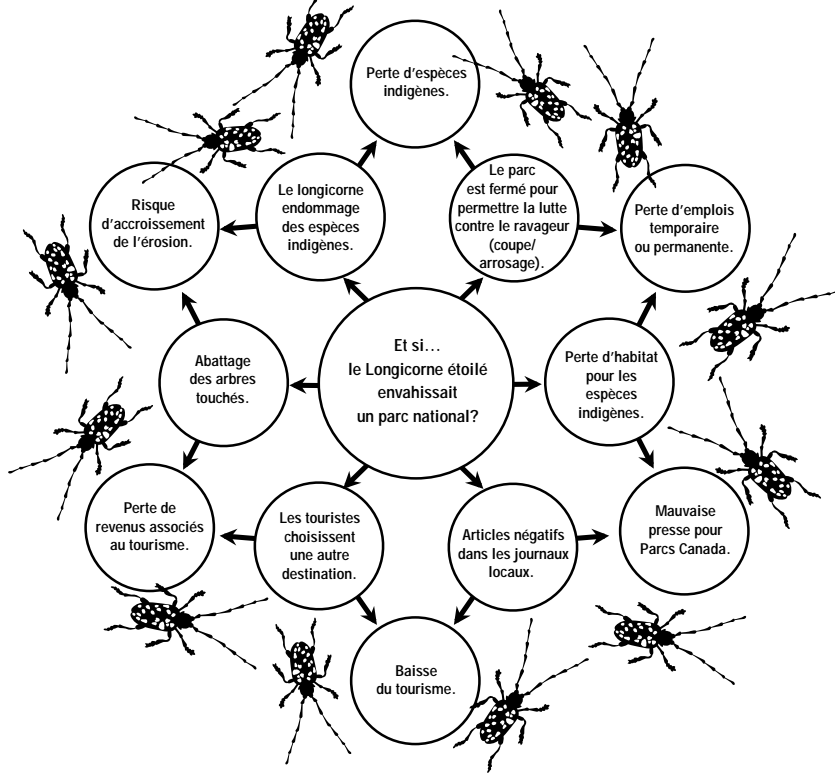 Perte d'espèces
indigènes.
Le longicorne
endommage
des espèces
indigènes.
Le parc
est fermé pour
permettre la lutte
contre le ravageur
(coupe/
arrosage).
Risque
d'accroissement
de l'érosion.
Perte d'emplois
temporaire
ou permanente.
Et si…
le Longicorne étoilé
envahissait
un parc national?
Abattage
des arbres
touchés.
Perte d'habitat
pour les
espèces
indigènes.
Perte de
revenus associés
au tourisme.
Les touristes
choisissent
une autre
destination.
Articles négatifs
dans les journaux
locaux.
Mauvaise
presse pour
Parcs Canada.
Baisse
du tourisme.